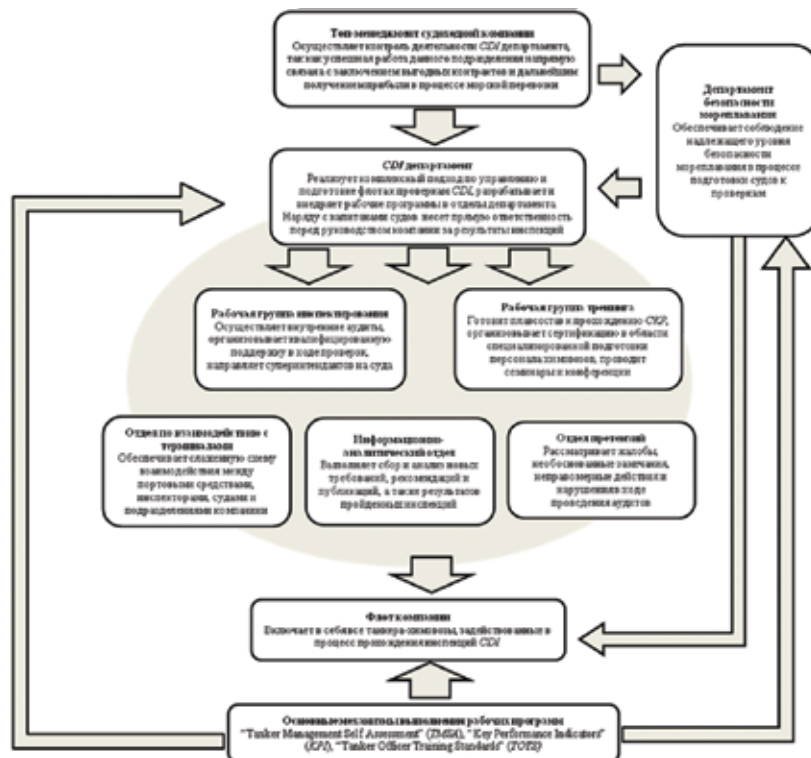 Топ-менеджмент судоходной компании
Осуществляет контроль деятельности CDI департамента,
так как успешная работа данного подразделения напрямую
связана с заключением выгодных контрактов и дальнейшим
получением прибыли в процессе морской перевозки
Департамент
безопасности
мореплавания
Обеспечивает соблюдение
надлежащего уровня
безопасности
мореплавания в процессе
подготовки судов к
проверкам
CDI департамент
Реализует комплексный подход по управлению и
подготовке флота к проверкам CDI, разрабатывает и
внедряет рабочие программы в отделы департамента.
Наряду с капитанами судов несет прямую ответственность
перед руководством компании за результаты инспекций
Рабочая группа инспектирования
Осуществляет внутренние аудиты,
организовывает квалифицированную
поддержку в ходе проверок,
направляет суперинтендантов на суда
Рабочая группа тренинга
Готовит плавсостав к прохождению
организовывает сертификацию в области
специализированной подготовки
персонала химовозов, проводит
семинары и конференции
Отдел по взаимодействию с
терминалами
Обеспечивает слаженную схему
взаимодействия между
портовыми средствами,
инспекторами, судами и
подразделениями компании
Информационно-
аналитический отдел
Выполняет сбор и анализ новых
требований, рекомендаций и
публикаций, а также результатов
пройденных инспекций
Отдел претензий
Рассматривает жалобы,
необоснованные замечания,
неправомерные действия и
нарушения в ходе
проведения аудитов
Флот компании
Включает в себя все танкера-химовозы, задействованные в
процесс прохождения инспекций CDI
Основные механизмы выполнения рабочих программ
"Tanker Management Self Assessment" (TMSA), "Key Performance Indicators"
(KPI), "Tanker Officer Training Standards" (TOTS)